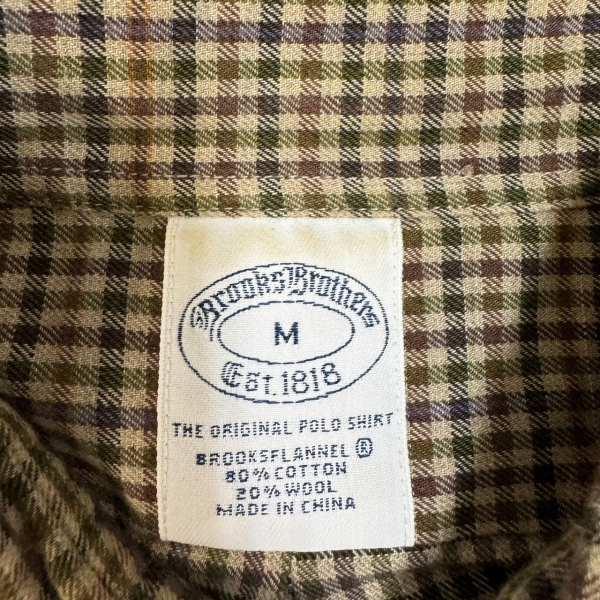 Brooks Brothers
M
Est. 1818
THE ORIGINAL POLO SHIRT
BROOKSFLANNEL ®
80% COTTON
20% WOOL
MADE IN CHINA